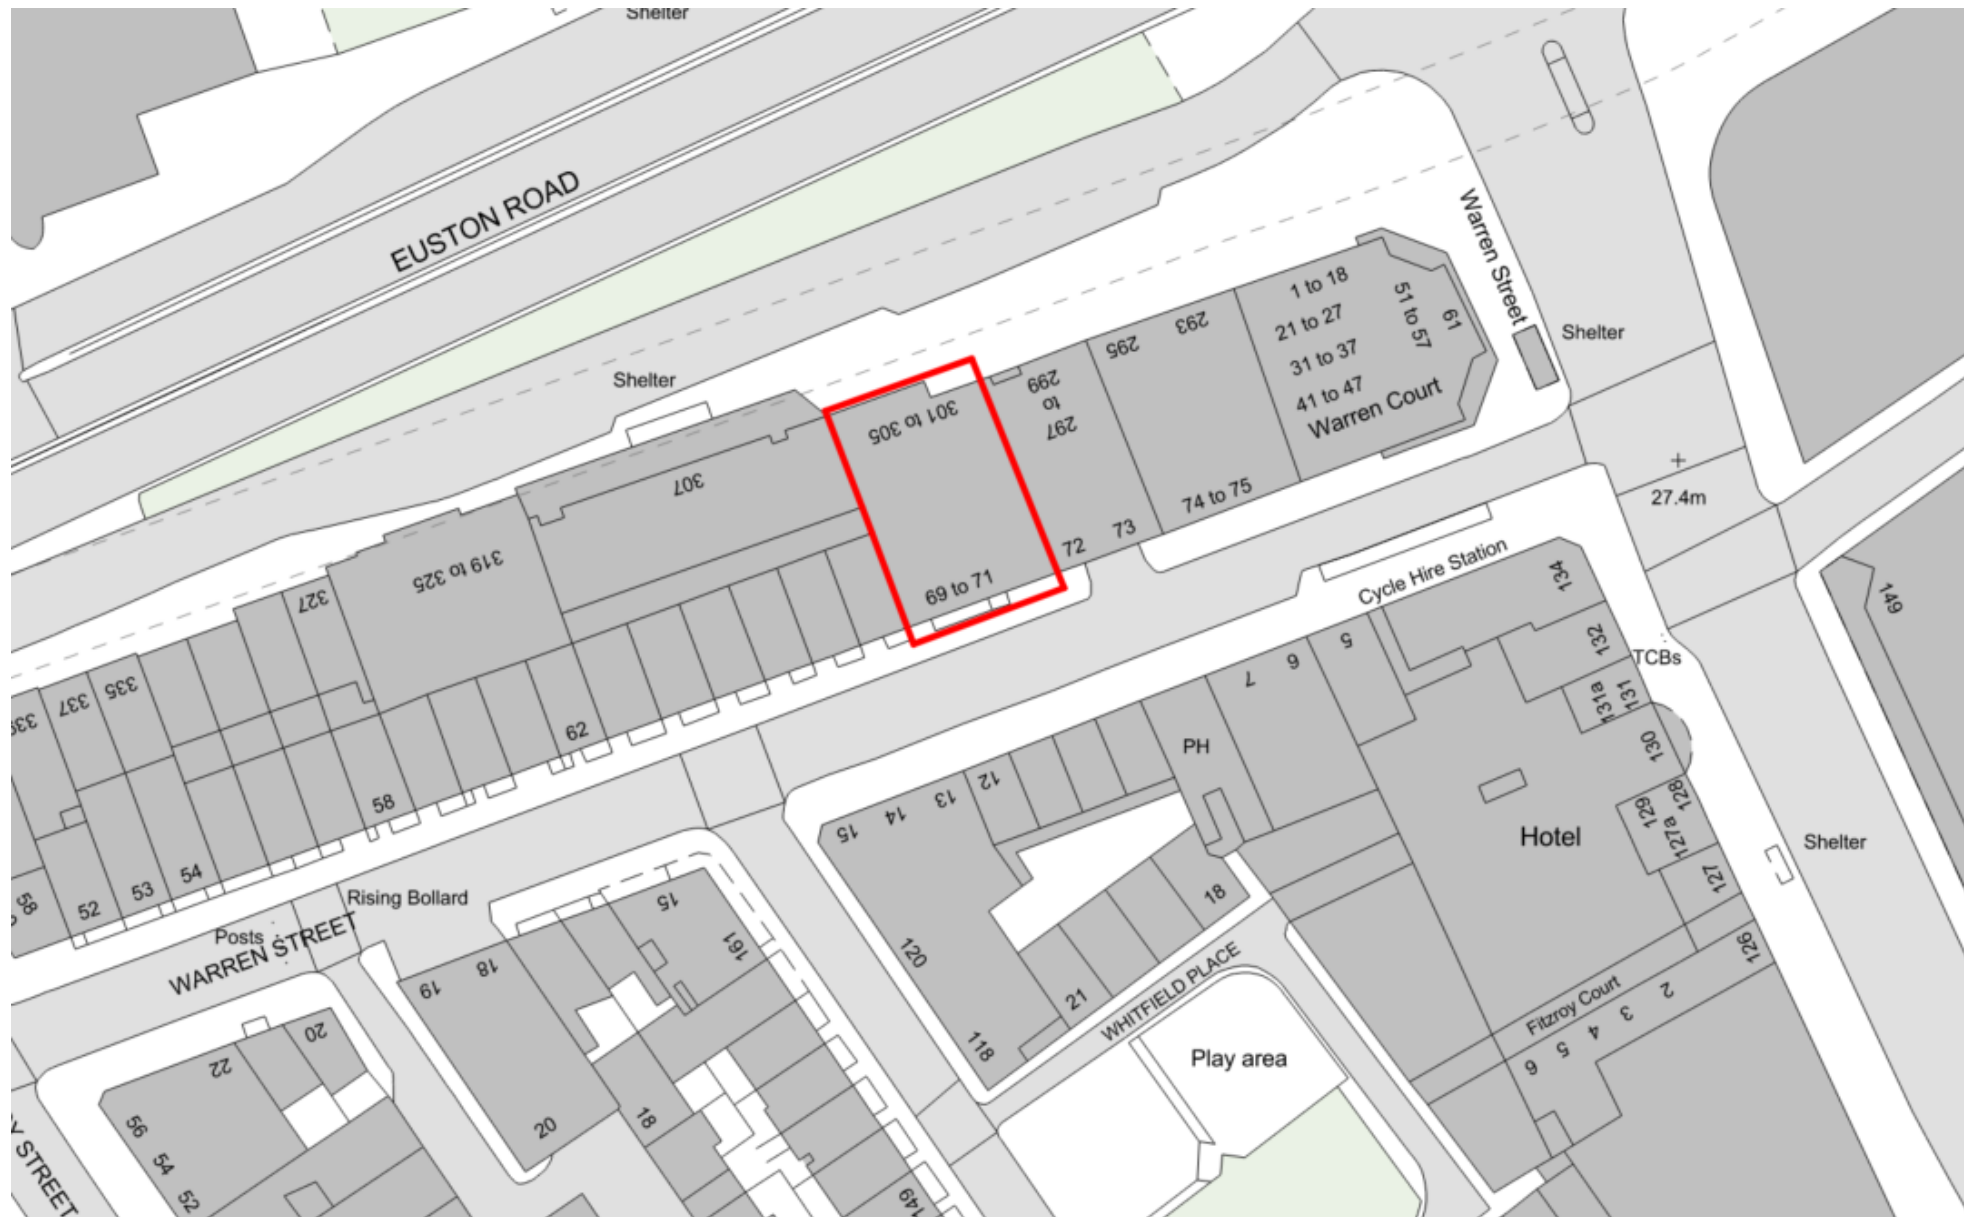 Shelter
EUSTON ROAD
Warren Street
1 to 18
21 to 27
31 to 37
41 to 47
Warren Court
51 to 57
61
Shelter
293
295
299
to
297
301 to 305
Shelter
307
319 to 325
327
335
337
339
69 to 71
72
73
74 to 75
27.4m
Cycle Hire Station
134
132
TCBs
131
131a
130
128
129
127a
127
126
149
5
6
7
PH
12
13
14
15
62
58
54
53
52
58
Hotel
Shelter
Rising Bollard
Posts
WARREN STREET
15
161
18
19
120
118
18
21
WHITFIELD PLACE
Fitzroy Court
2
3
4
5
6
Play area
20
22
56
54
52
20
18
149
Y STREET